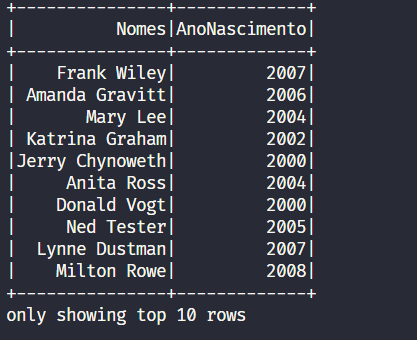 +---------------+-------------+
|          Nomes|AnoNascimento|
+---------------+-------------+
|    Frank Wiley|         2007|
| Amanda Gravitt|         2006|
|       Mary Lee|         2004|
| Katrina Graham|         2002|
|Jerry Chynoweth|         2000|
|     Anita Ross|         2004|
|    Donald Vogt|         2000|
|     Ned Tester|         2005|
|  Lynne Dustman|         2007|
|    Milton Rowe|         2008|
+---------------+-------------+
only showing top 10 rows